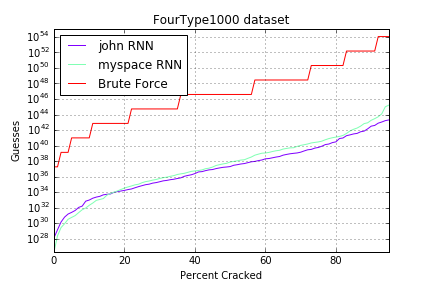 FourType1000 dataset
10^54
10^52
10^50
10^48
10^46
10^44
10^42
10^40
10^38
10^36
10^34
10^32
10^30
10^28
Guesses
john RNN
myspace RNN
Brute Force
0 20 40 60 80
Percent Cracked